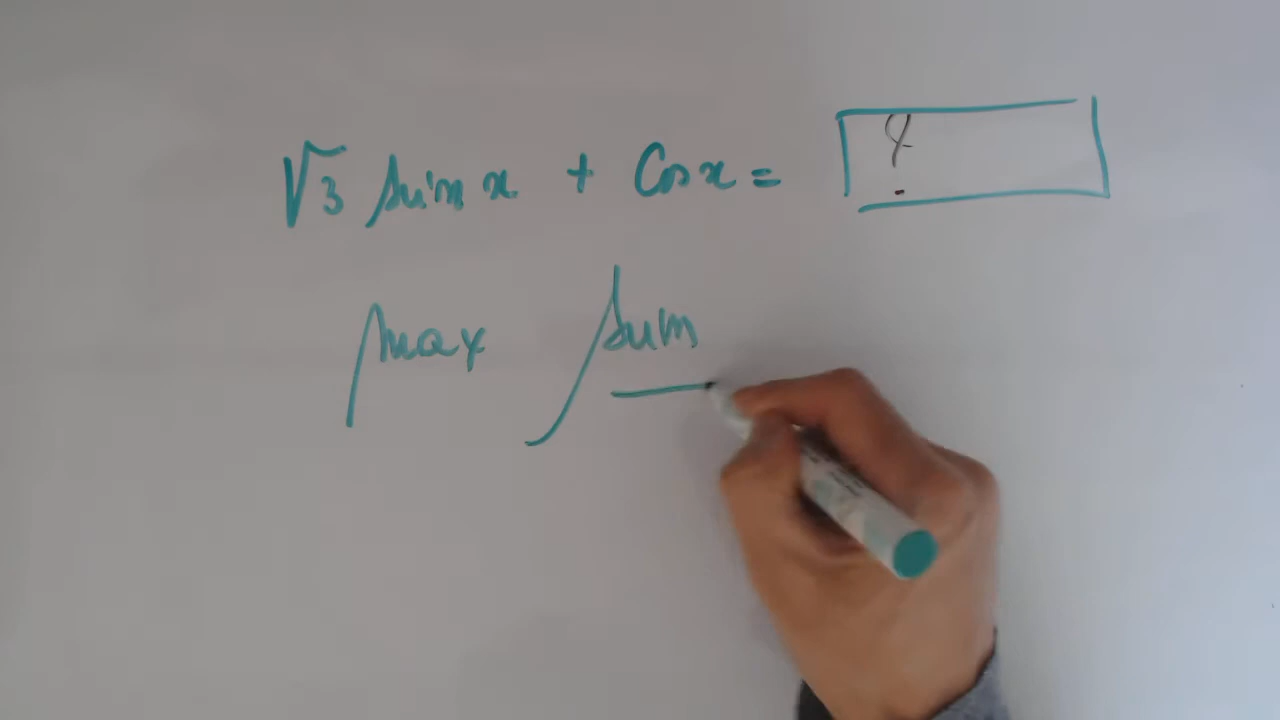 √3 sin x + Cos x = ?
max sum